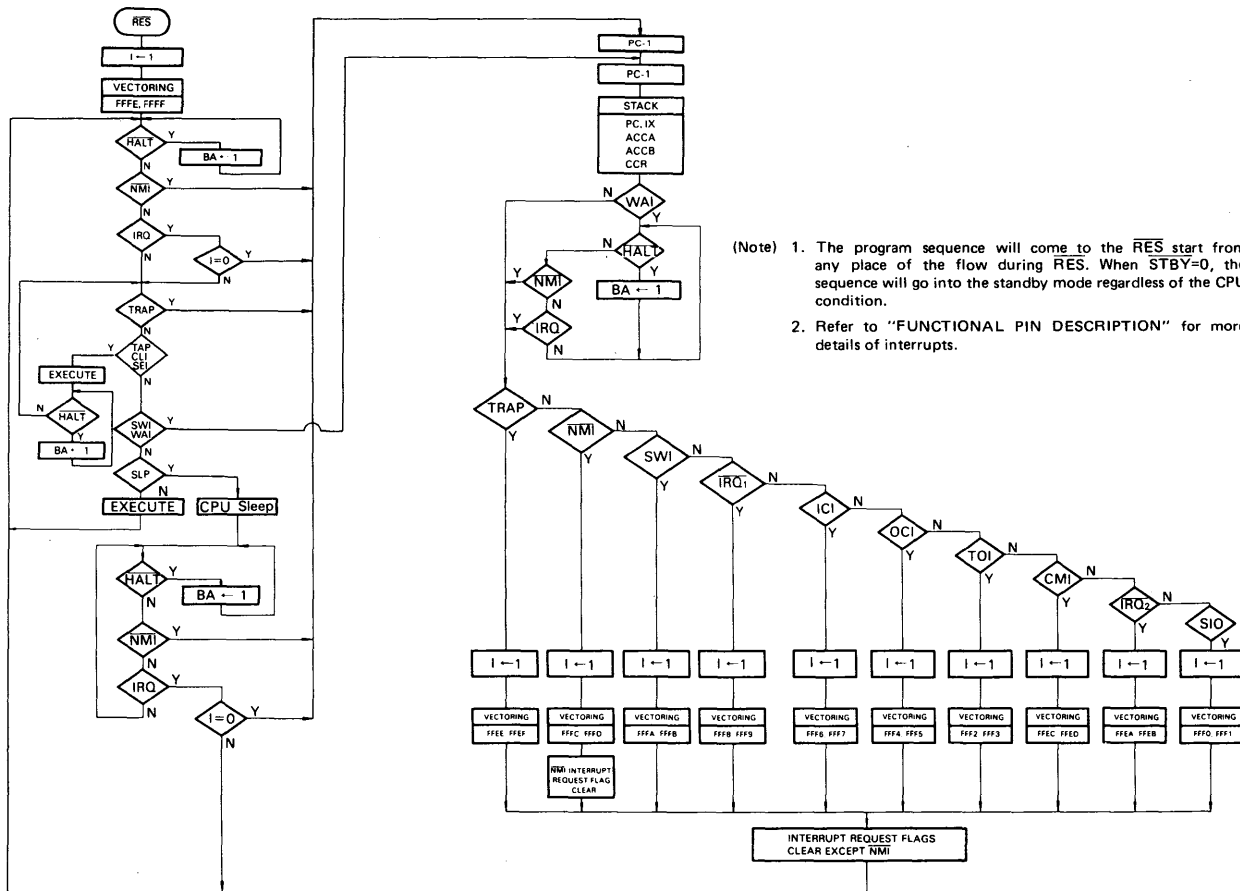 RES
I ← 1
VECTORING
FFFE, FFFF
HALT
Y
BA ← 1
N
NMI
Y
N
IRQ
Y
N
I=0
Y
N
TRAP
Y
N
TAP
CLI
SEI
Y
N
EXECUTE
HALT
N
Y
BA ← 1
SWI
WAI
Y
N
SLP
Y
N
EXECUTE
CPU Sleep
HALT
Y
BA ← 1
N
NMI
Y
N
IRQ
Y
N
I=0
Y
N
PC-1
PC-1
STACK
PC, IX
ACCA
ACCB
CCR
WAI
N
Y
HALT
N
Y
BA ← 1
NMI
Y
N
IRQ
Y
N
(Note) 1. The program sequence will come to the RES start from
any place of the flow during RES. When STBY=0, the
sequence will go into the standby mode regardless of the CPU
condition.
2. Refer to "FUNCTIONAL PIN DESCRIPTION" for more
details of interrupts.
TRAP
N
Y
NMI
N
Y
SWI
N
Y
IRQ1
N
Y
ICI
N
Y
OCI
N
Y
TOI
N
Y
CMI
N
Y
IRQ2
N
Y
SIO
Y
I ← 1 I ← 1 I ← 1 I ← 1 I ← 1 I ← 1 I ← 1 I ← 1 I ← 1 I ← 1
VECTORING VECTORING VECTORING VECTORING VECTORING VECTORING VECTORING VECTORING VECTORING VECTORING
FFEE FFEF FFFC FFFD FFFA FFFB FFF8 FFF9 FFF6 FFF7 FFF4 FFF5 FFF2 FFF3 FFEC FFED FFEA FFEB FFF0, FFF1
NMI INTERRUPT
REQUEST FLAG
CLEAR
INTERRUPT REQUEST FLAGS
CLEAR EXCEPT NMI